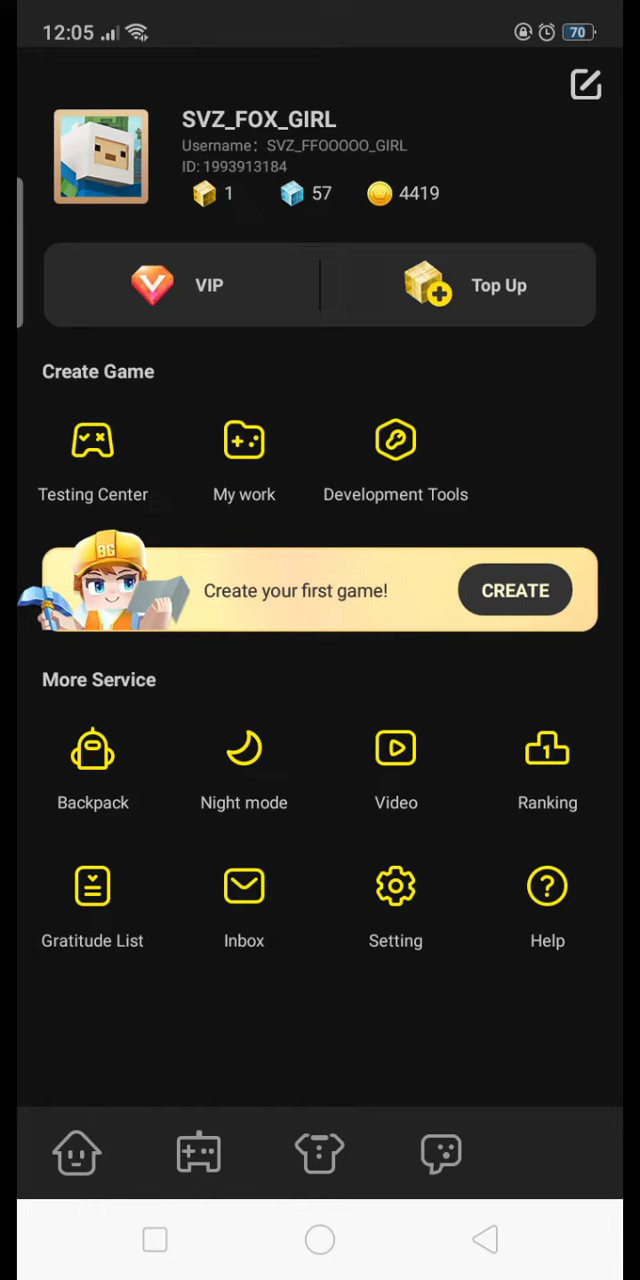 12:05
70
SVZ_FOX_GIRL
Username： SVZ_FFOOOOO_GIRL
ID: 1993913184
1 57 4419
VIP Top Up
Create Game
Testing Center My work Development Tools
BG
Create your first game! CREATE
More Service
1
Backpack Night mode Video Ranking
Gratitude List Inbox Setting Help